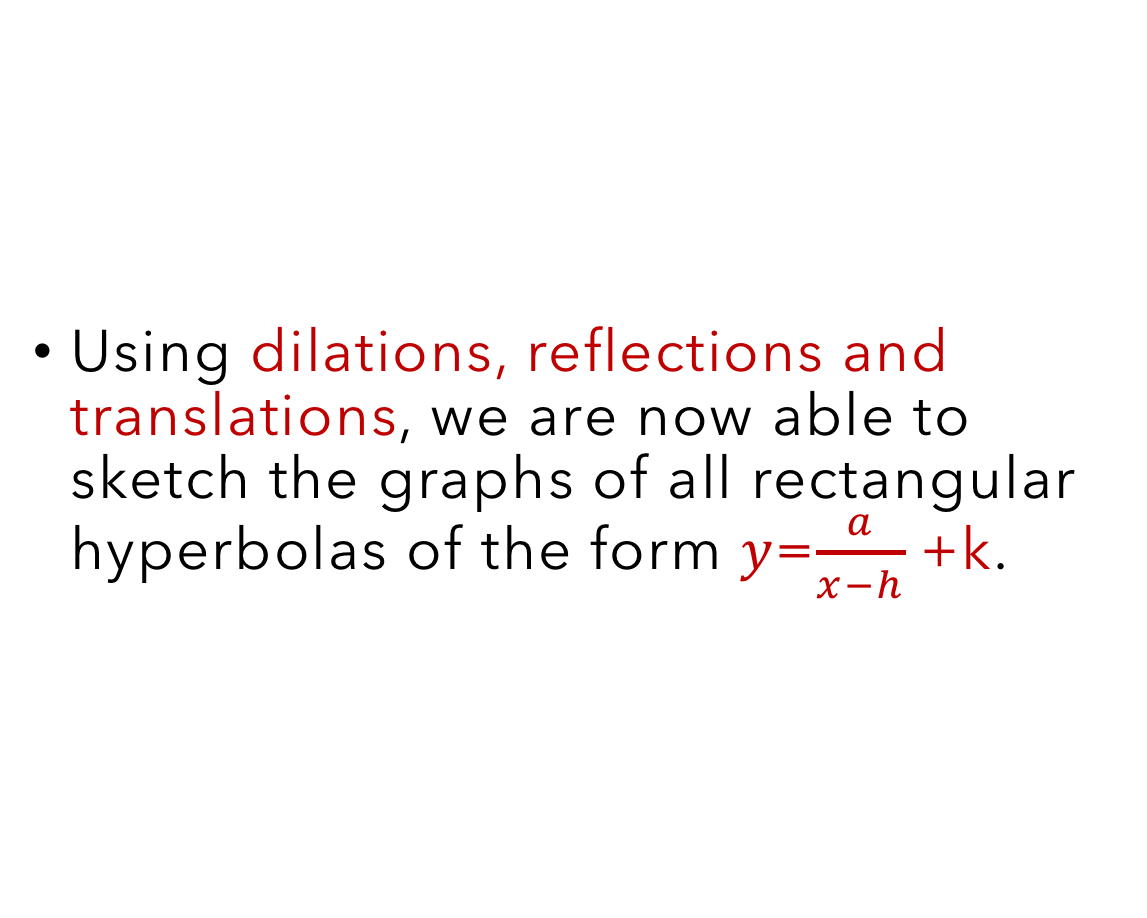 • Using dilations, reflections and
translations, we are now able to
sketch the graphs of all rectangular
hyperbolas of the form y=a/(x−h) +k.